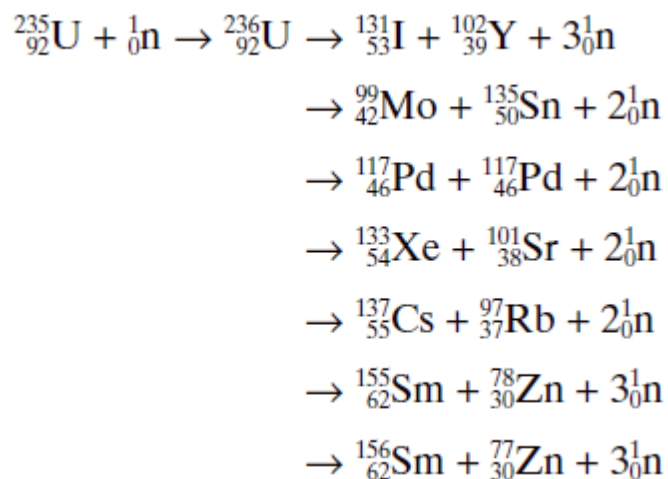 ²³⁵₉₂U + ¹₀n → ²³⁶₉₂U → ¹³¹₅₃I + ¹⁰²₃₉Y + 3¹₀n
→ ⁹⁹₄₂Mo + ¹³⁵₅₀Sn + 2¹₀n
→ ¹¹⁷₄₆Pd + ¹¹⁷₄₆Pd + 2¹₀n
→ ¹³³₅₄Xe + ¹⁰¹₃₈Sr + 2¹₀n
→ ¹³⁷₅₅Cs + ⁹⁷₃₇Rb + 2¹₀n
→ ¹⁵⁵₆₂Sm + ⁷⁸₃₀Zn + 3¹₀n
→ ¹⁵⁶₆₂Sm + ⁷⁷₃₀Zn + 3¹₀n